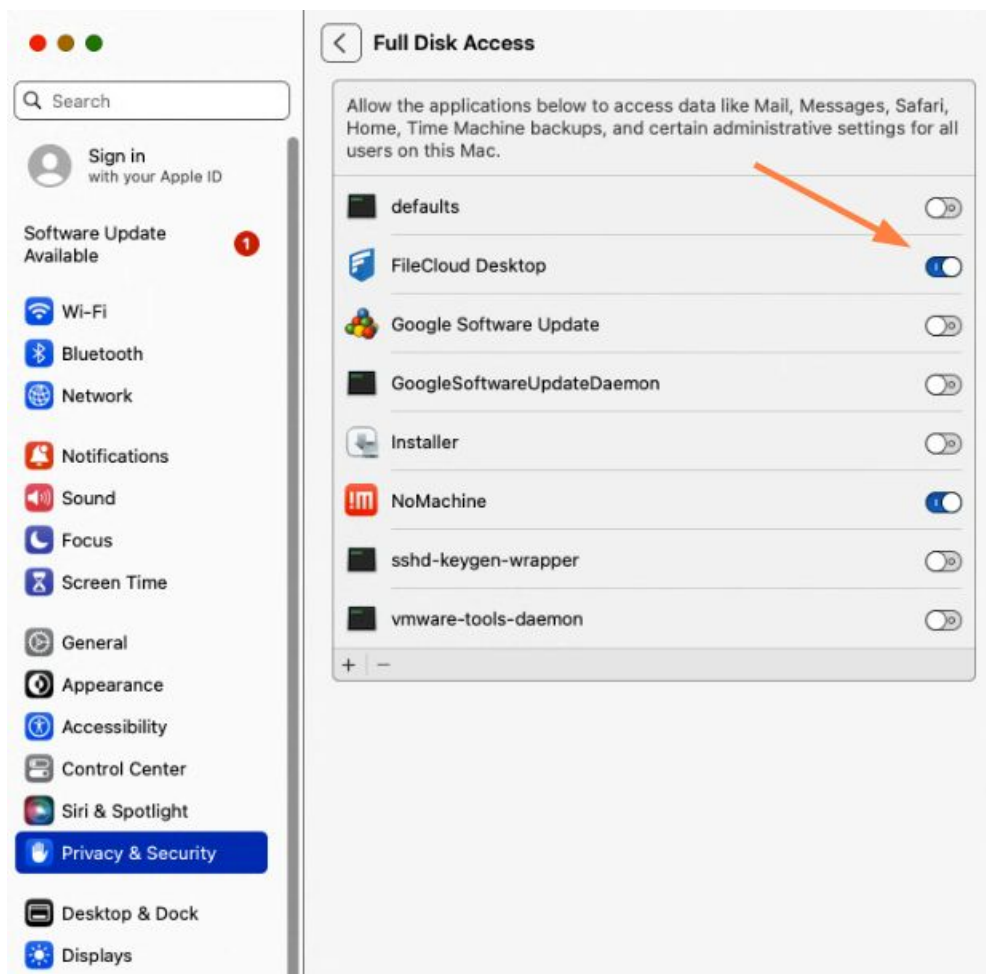 Search
Sign in
with your Apple ID
Software Update
Available
1
Wi-Fi
Bluetooth
Network
Notifications
Sound
Focus
Screen Time
General
Appearance
Accessibility
Control Center
Siri & Spotlight
Privacy & Security
Desktop & Dock
Displays
Full Disk Access
Allow the applications below to access data like Mail, Messages, Safari,
Home, Time Machine backups, and certain administrative settings for all
users on this Mac.
defaults
FileCloud Desktop
Google Software Update
GoogleSoftwareUpdateDaemon
Installer
!m NoMachine
sshd-keygen-wrapper
vmware-tools-daemon
+ −